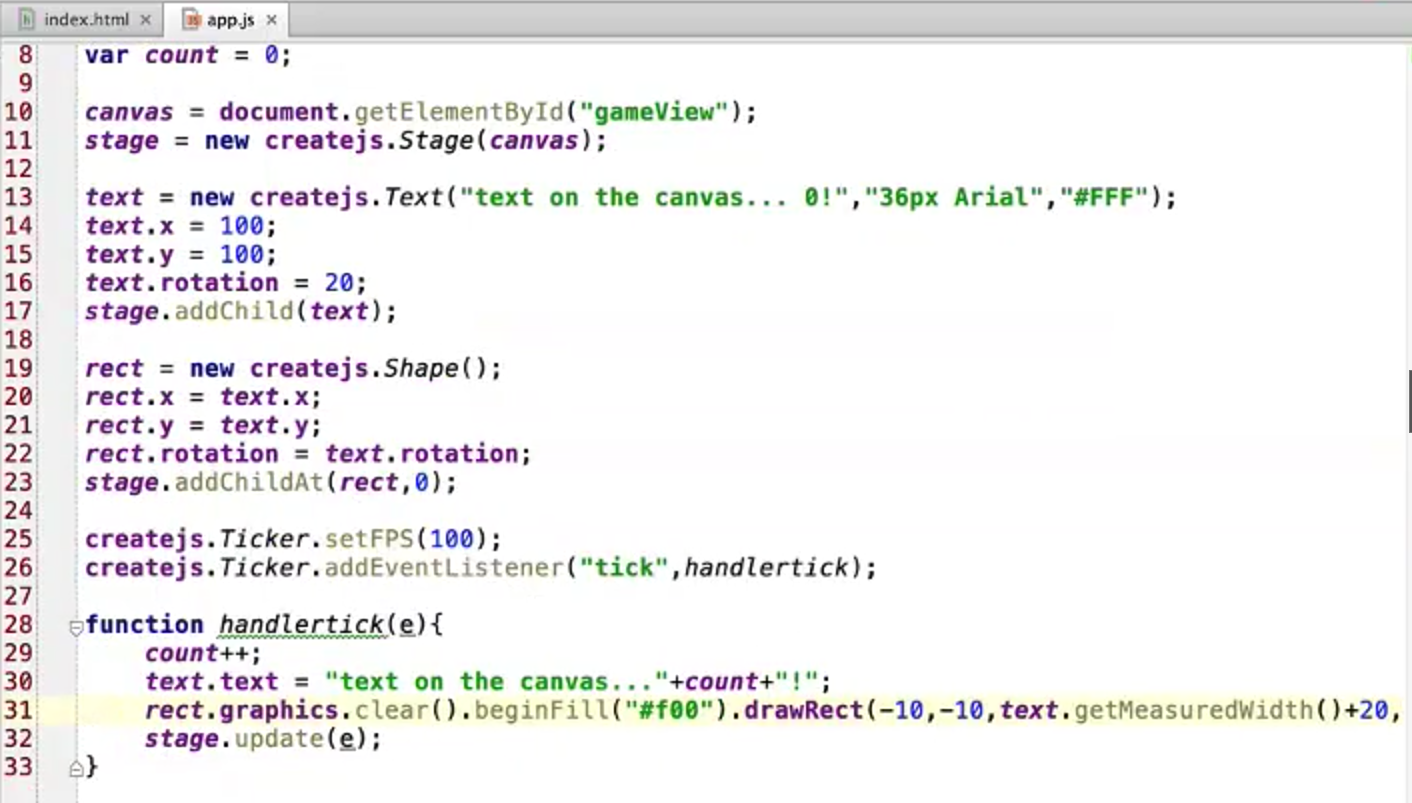 index.html
app.js
8 var count = 0;
9
10 canvas = document.getElementById("gameView");
11 stage = new createjs.Stage(canvas);
12
13 text = new createjs.Text("text on the canvas... 0!","36px Arial","#FFF");
14 text.x = 100;
15 text.y = 100;
16 text.rotation = 20;
17 stage.addChild(text);
18
19 rect = new createjs.Shape();
20 rect.x = text.x;
21 rect.y = text.y;
22 rect.rotation = text.rotation;
23 stage.addChildAt(rect,0);
24
25 createjs.Ticker.setFPS(100);
26 createjs.Ticker.addEventListener("tick",handlertick);
27
28 function handlertick(e){
29 count++;
30 text.text = "text on the canvas..."+count+"!";
31 rect.graphics.clear().beginFill("#f00").drawRect(-10,-10,text.getMeasuredWidth()+20,
32 stage.update(e);
33 }